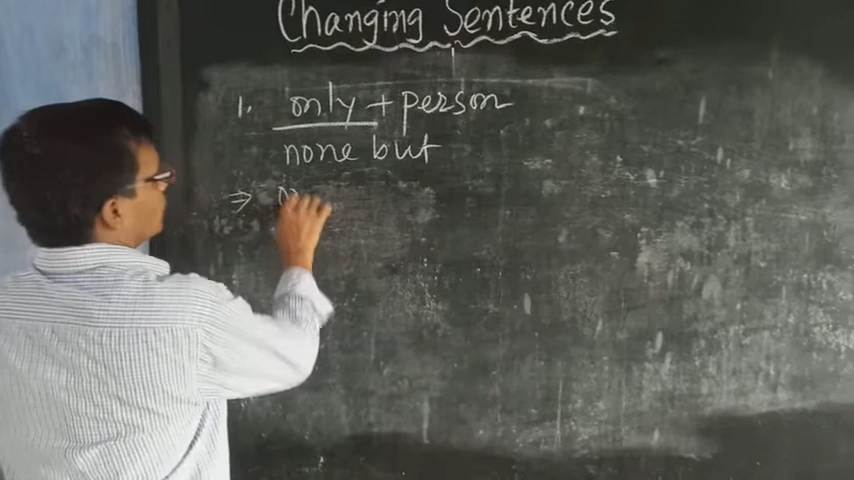 Changing Sentences
1. only + person
none but
⇒